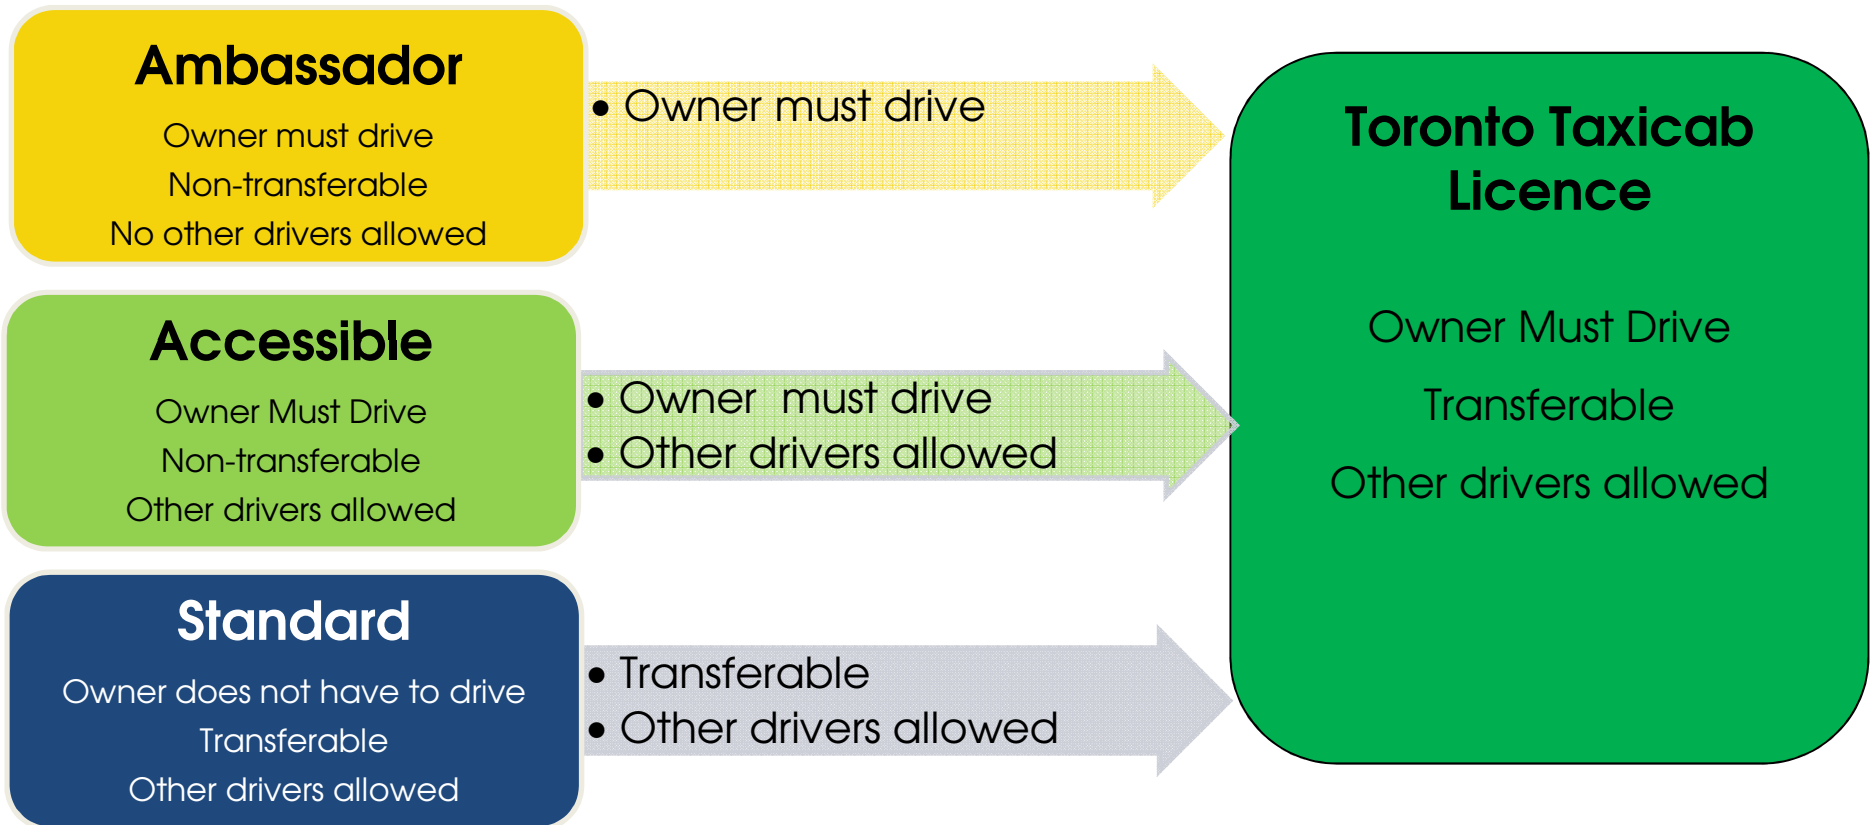 Ambassador
Owner must drive
Non-transferable
No other drivers allowed
• Owner must drive
Accessible
Owner Must Drive
Non-transferable
Other drivers allowed
• Owner  must drive
• Other drivers allowed
Standard
Owner does not have to drive
Transferable
Other drivers allowed
• Transferable
• Other drivers allowed
Toronto Taxicab
Licence
Owner Must Drive
Transferable
Other drivers allowed